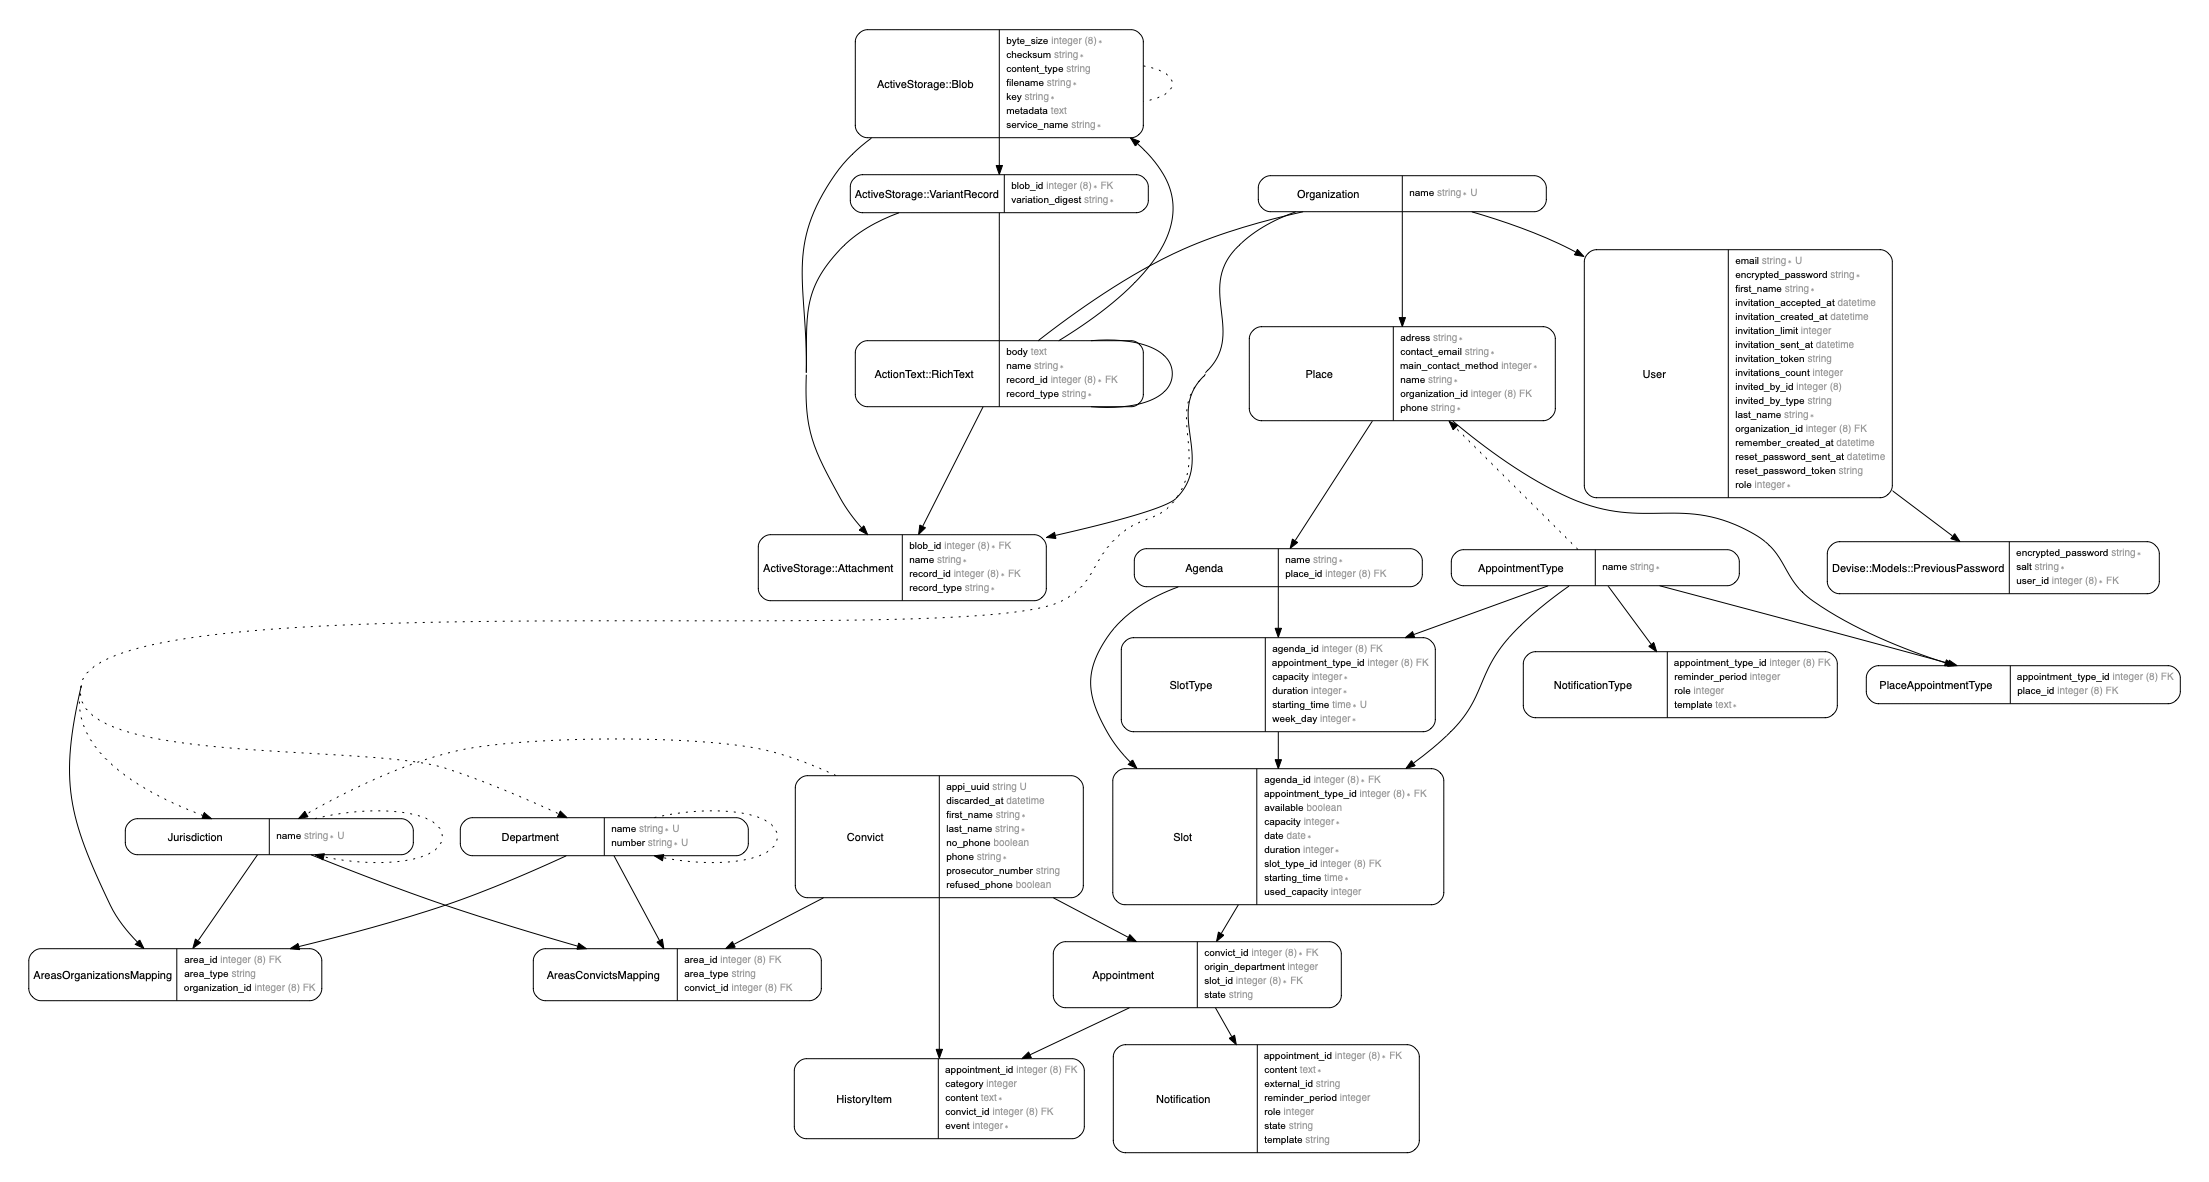 ActiveStorage::Blob
byte_size integer (8) *
checksum string *
content_type string
filename string *
key string *
metadata text
service_name string *
ActiveStorage::VariantRecord
blob_id integer (8) * FK
variation_digest string *
Organization
name string * U
User
email string * U
encrypted_password string *
first_name string *
invitation_accepted_at datetime
invitation_created_at datetime
invitation_limit integer
invitation_sent_at datetime
invitation_token string
invitations_count integer
invited_by_id integer (8)
invited_by_type string
last_name string *
organization_id integer (8) FK
remember_created_at datetime
reset_password_sent_at datetime
reset_password_token string
role integer *
ActionText::RichText
body text
name string *
record_id integer (8) * FK
record_type string *
Place
adress string *
contact_email string *
main_contact_method integer *
name string *
organization_id integer (8) FK
phone string *
ActiveStorage::Attachment
blob_id integer (8) * FK
name string *
record_id integer (8) * FK
record_type string *
Agenda
name string *
place_id integer (8) FK
AppointmentType
name string *
Devise::Models::PreviousPassword
encrypted_password string *
salt string *
user_id integer (8) * FK
SlotType
agenda_id integer (8) FK
appointment_type_id integer (8) FK
capacity integer *
duration integer *
starting_time time * U
week_day integer *
NotificationType
appointment_type_id integer (8) FK
reminder_period integer
role integer
template text *
PlaceAppointmentType
appointment_type_id integer (8) FK
place_id integer (8) FK
Jurisdiction
name string * U
Department
name string * U
number string * U
Convict
appi_uuid string U
discarded_at datetime
first_name string *
last_name string *
no_phone boolean
phone string *
prosecutor_number string
refused_phone boolean
Slot
agenda_id integer (8) * FK
appointment_type_id integer (8) * FK
available boolean
capacity integer *
date date *
duration integer *
slot_type_id integer (8) FK
starting_time time *
used_capacity integer
AreasOrganizationsMapping
area_id integer (8) FK
area_type string
organization_id integer (8) FK
AreasConvictsMapping
area_id integer (8) FK
area_type string
convict_id integer (8) FK
Appointment
convict_id integer (8) * FK
origin_department integer
slot_id integer (8) * FK
state string
HistoryItem
appointment_id integer (8) FK
category integer
content text *
convict_id integer (8) FK
event integer *
Notification
appointment_id integer (8) * FK
content text *
external_id string
reminder_period integer
role integer
state string
template string